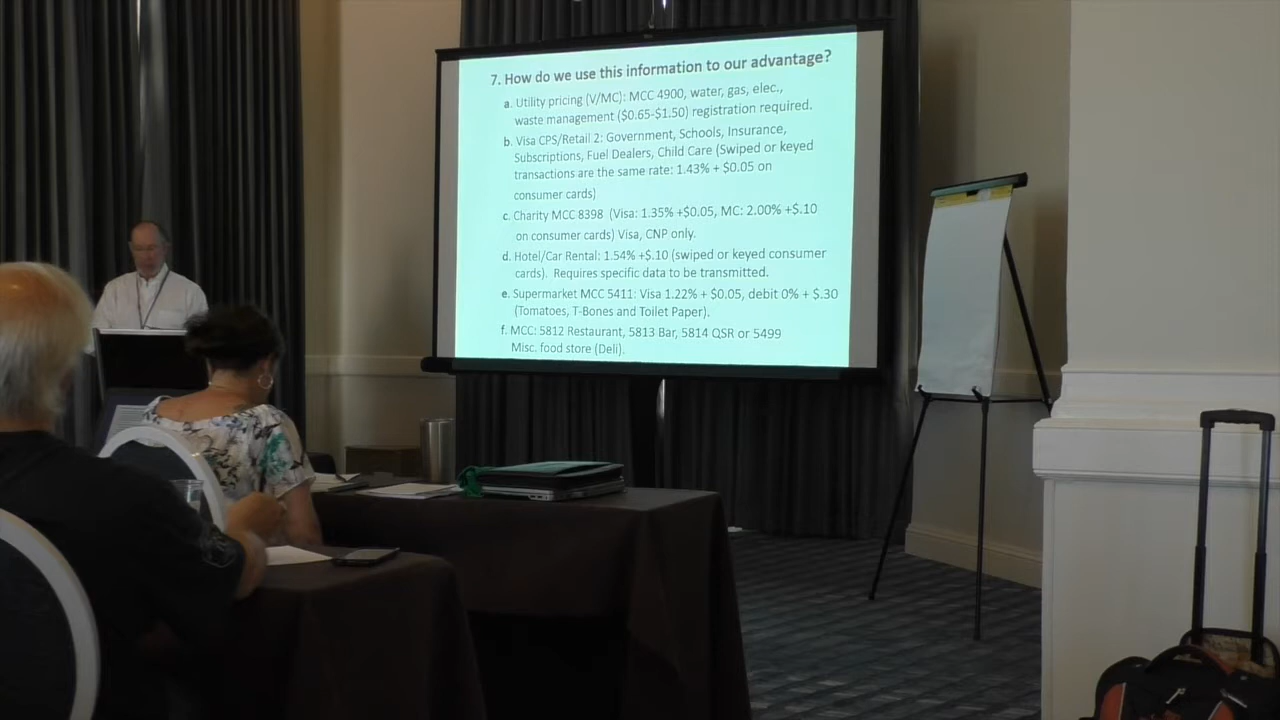 7. How do we use this information to our advantage?
a. Utility pricing (V/MC): MCC 4900, water, gas, elec.,
waste management ($0.65-$1.50) registration required.
b. Visa CPS/Retail 2: Government, Schools, Insurance,
Subscriptions, Fuel Dealers, Child Care (Swiped or keyed
transactions are the same rate: 1.43% + $0.05 on
consumer cards)
c. Charity MCC 8398 (Visa: 1.35% +$0.05, MC: 2.00% +$.10
on consumer cards) Visa, CNP only.
d. Hotel/Car Rental: 1.54% +$.10 (swiped or keyed consumer
cards). Requires specific data to be transmitted.
e. Supermarket MCC 5411: Visa 1.22% + $0.05, debit 0% + $.30
(Tomatoes, T-Bones and Toilet Paper).
f. MCC: 5812 Restaurant, 5813 Bar, 5814 QSR or 5499
Misc. food store (Deli).